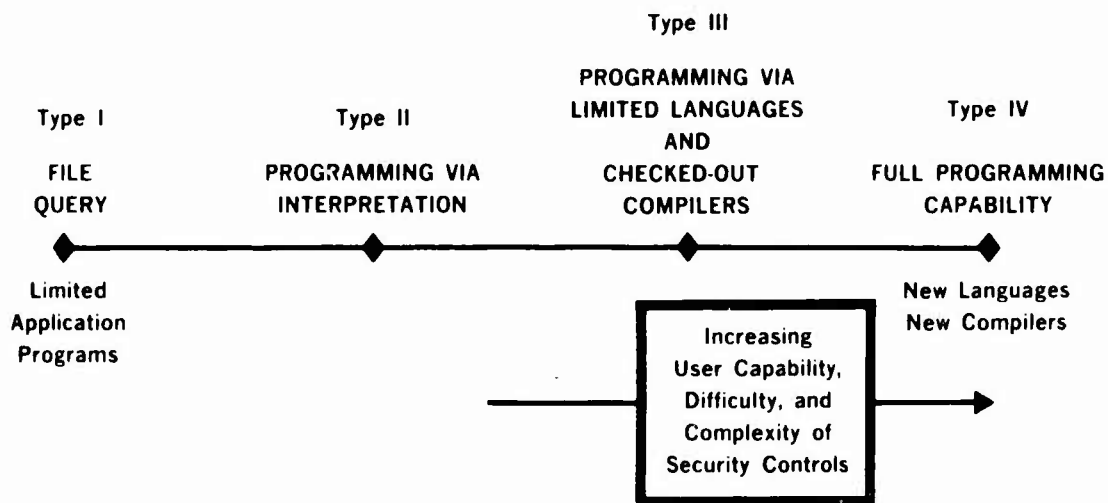 Type I
FILE
QUERY
Type II
PROGRAMMING VIA
INTERPRETATION
Type III
PROGRAMMING VIA
LIMITED LANGUAGES
AND
CHECKED-OUT
COMPILERS
Type IV
FULL PROGRAMMING
CAPABILITY
Limited
Application
Programs
New Languages
New Compilers
Increasing
User Capability,
Difficulty, and
Complexity of
Security Controls